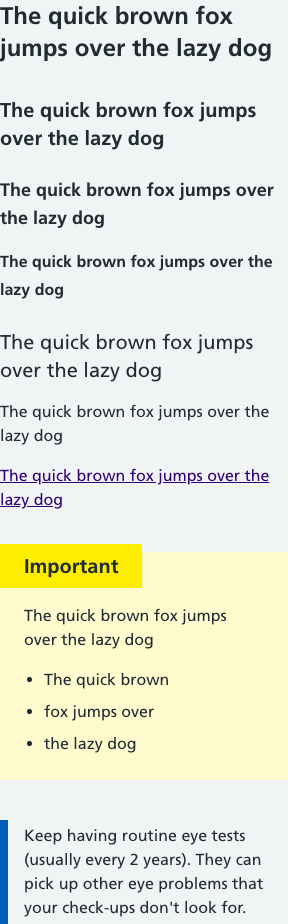 The quick brown fox
jumps over the lazy dog
The quick brown fox jumps
over the lazy dog
The quick brown fox jumps over
the lazy dog
The quick brown fox jumps over the
lazy dog
The quick brown fox jumps
over the lazy dog
The quick brown fox jumps over the
lazy dog
The quick brown fox jumps over the
lazy dog
Important
The quick brown fox jumps
over the lazy dog
• The quick brown
• fox jumps over
• the lazy dog
Keep having routine eye tests
(usually every 2 years). They can
pick up other eye problems that
your check-ups don't look for.